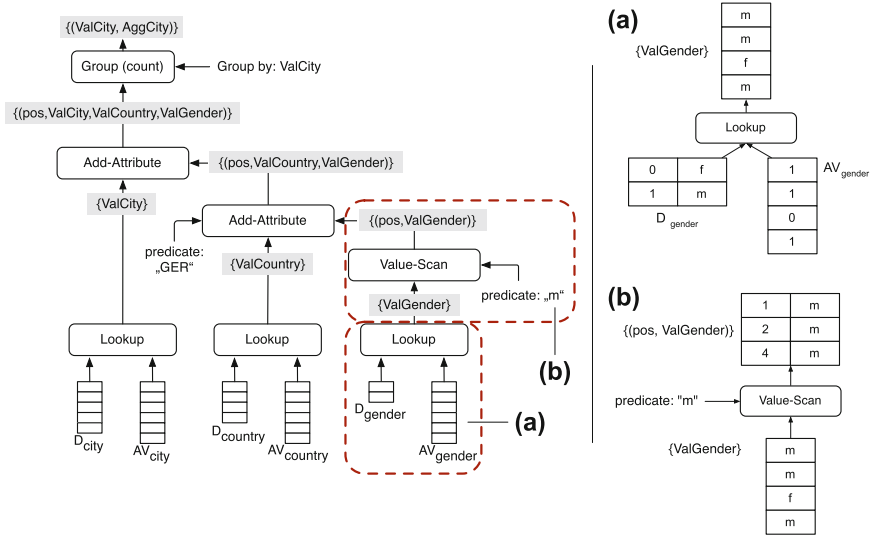 {(ValCity, AggCity)}
Group (count)
Group by: ValCity
{(pos,ValCity,ValCountry,ValGender)}
Add-Attribute
{(pos,ValCountry,ValGender)}
{ValCity}
Add-Attribute
{(pos,ValGender)}
predicate:
„GER“
{ValCountry}
Value-Scan
{ValGender}
predicate: „m“
Lookup
Lookup
Lookup
(b)
D city
AV city
D country
AV country
D gender
AV gender
(a)
(a)
{ValGender}
m
m
f
m
Lookup
0 f
1 m
D gender
1
1
0
1
AV gender
(b)
{(pos, ValGender)}
1 m
2 m
4 m
predicate: "m"
Value-Scan
{ValGender}
m
m
f
m